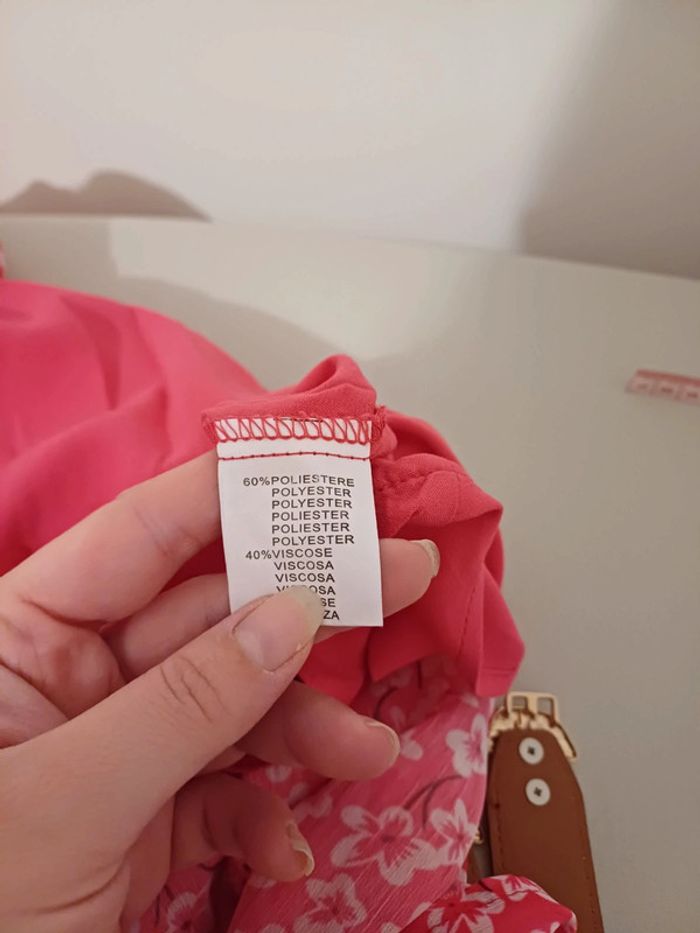 60%POLIESTERE
POLYESTER
POLYESTER
POLIESTER
POLIESTER
POLYESTER
40%VISCOSE
VISCOSA
VISCOSA